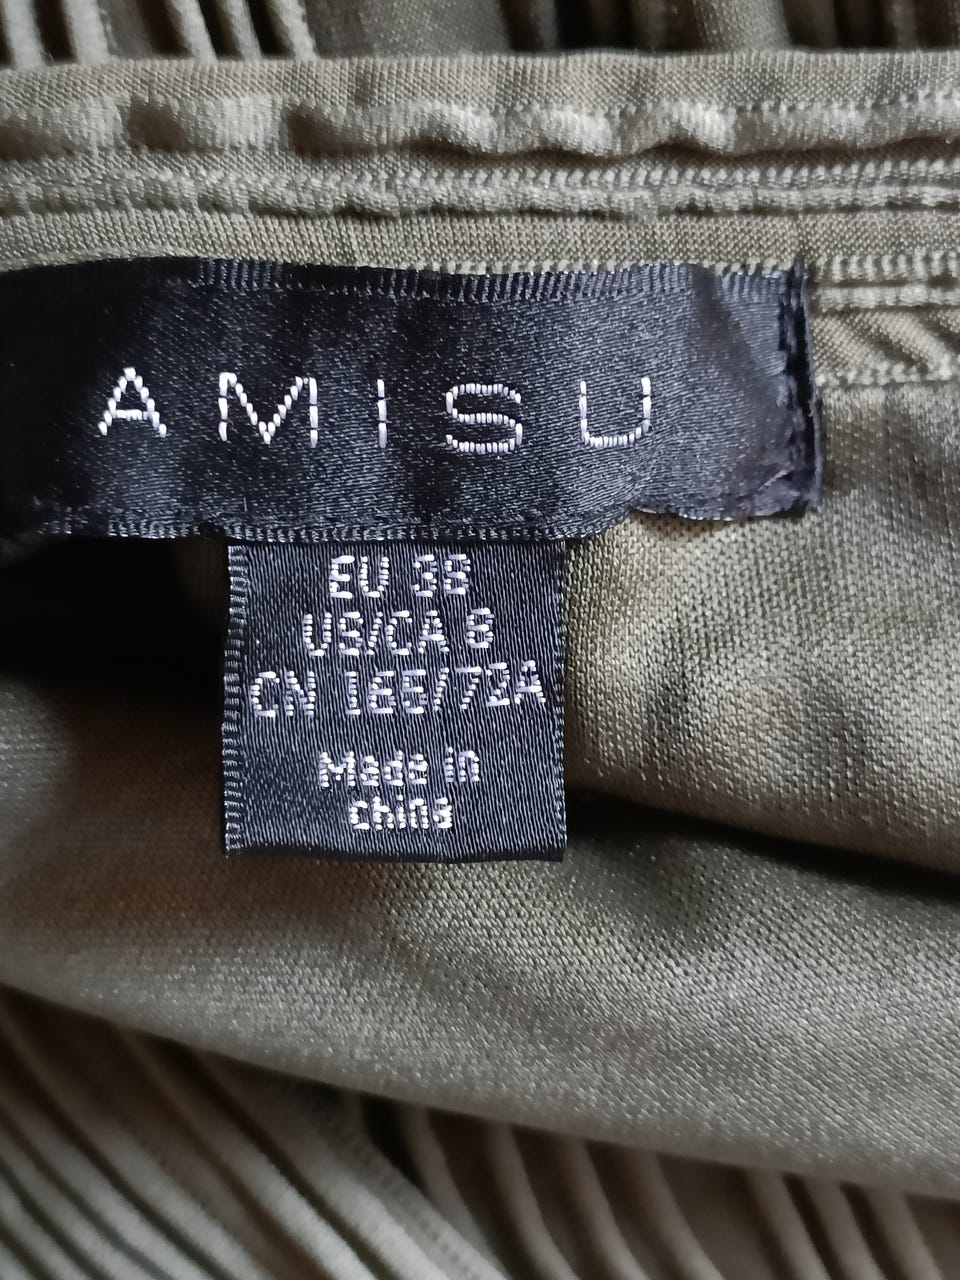 AMISU
EU 38
US/CA 8
CN 165/72A
Made in
china